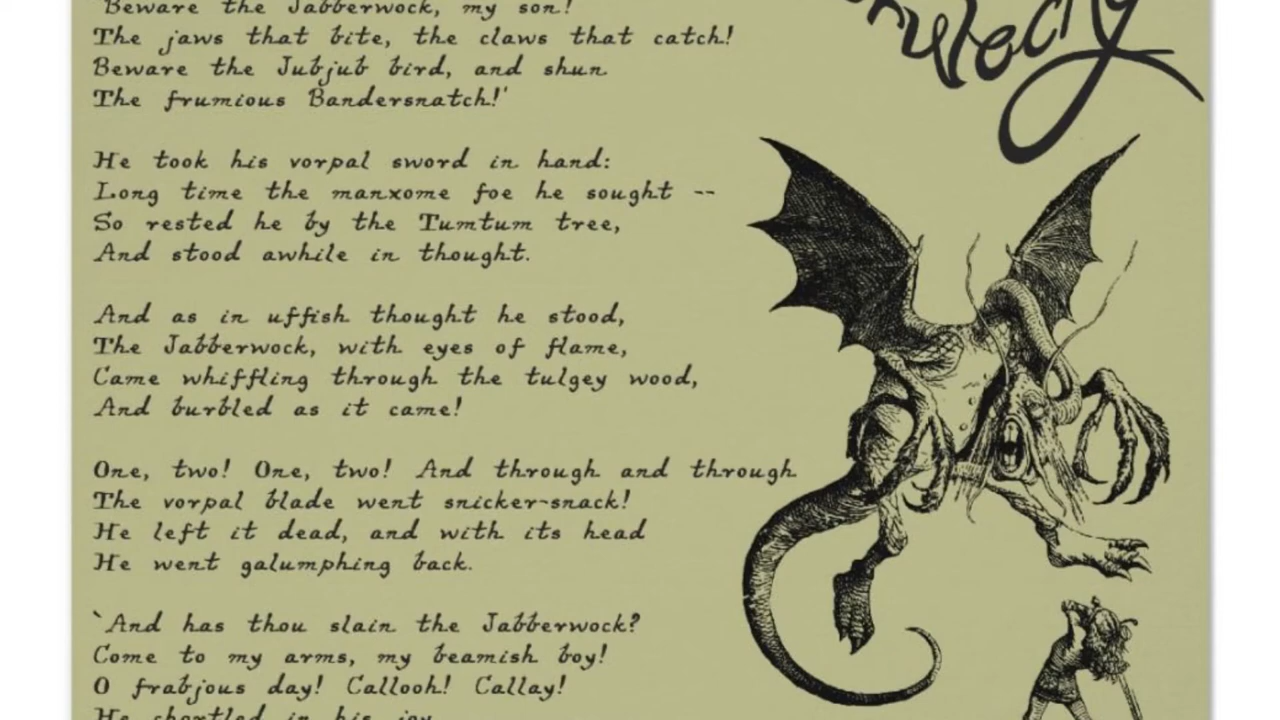 `Beware the Jabberwock, my son!
The jaws that bite, the claws that catch!
Beware the Jubjub bird, and shun
The frumious Bandersnatch!'
He took his vorpal sword in hand:
Long time the manxome foe he sought --
So rested he by the Tumtum tree,
And stood awhile in thought.
And as in uffish thought he stood,
The Jabberwock, with eyes of flame,
Came whiffling through the tulgey wood,
And burbled as it came!
One, two! One, two! And through and through
The vorpal blade went snicker-snack!
He left it dead, and with its head
He went galumphing back.
`And has thou slain the Jabberwock?
Come to my arms, my beamish boy!
O frabjous day! Callooh! Callay!
He chortled in his joy